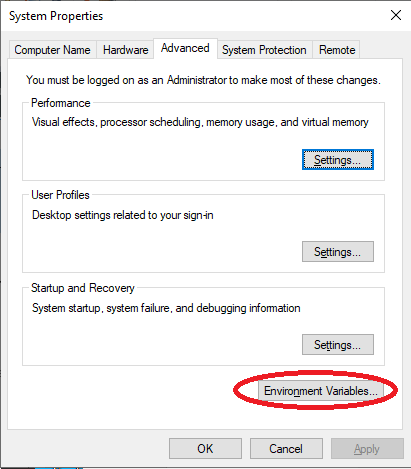 System Properties
Computer Name Hardware Advanced System Protection Remote
You must be logged on as an Administrator to make most of these changes.
Performance
Visual effects, processor scheduling, memory usage, and virtual memory
Settings...
User Profiles
Desktop settings related to your sign-in
Settings...
Startup and Recovery
System startup, system failure, and debugging information
Settings...
Environment Variables...
OK Cancel Apply